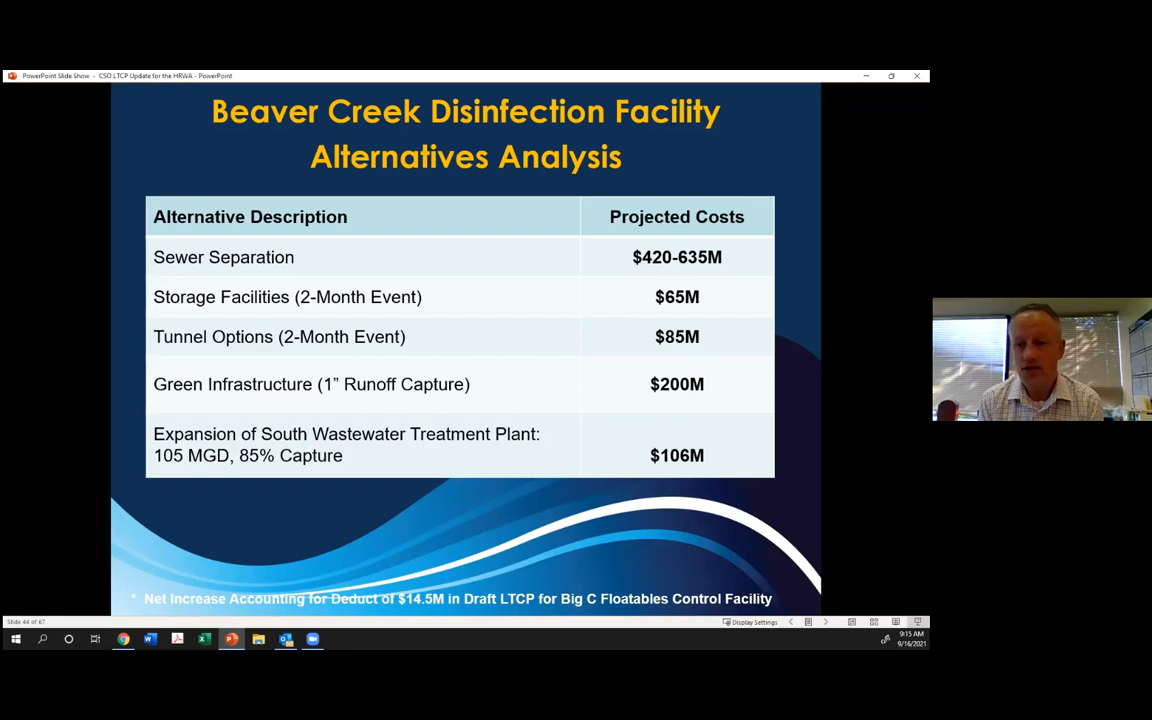 PowerPoint Slide Show - CSO LTCP Update for the HRWA - PowerPoint
Beaver Creek Disinfection Facility
Alternatives Analysis
Alternative Description Projected Costs
Sewer Separation $420-635M
Storage Facilities (2-Month Event) $65M
Tunnel Options (2-Month Event) $85M
Green Infrastructure (1” Runoff Capture) $200M
Expansion of South Wastewater Treatment Plant:
105 MGD, 85% Capture $106M
* Net Increase Accounting for Deduct of $14.5M in Draft LTCP for Big C Floatables Control Facility
Slide 44 of 67 Display Settings
9:15 AM
9/16/2021